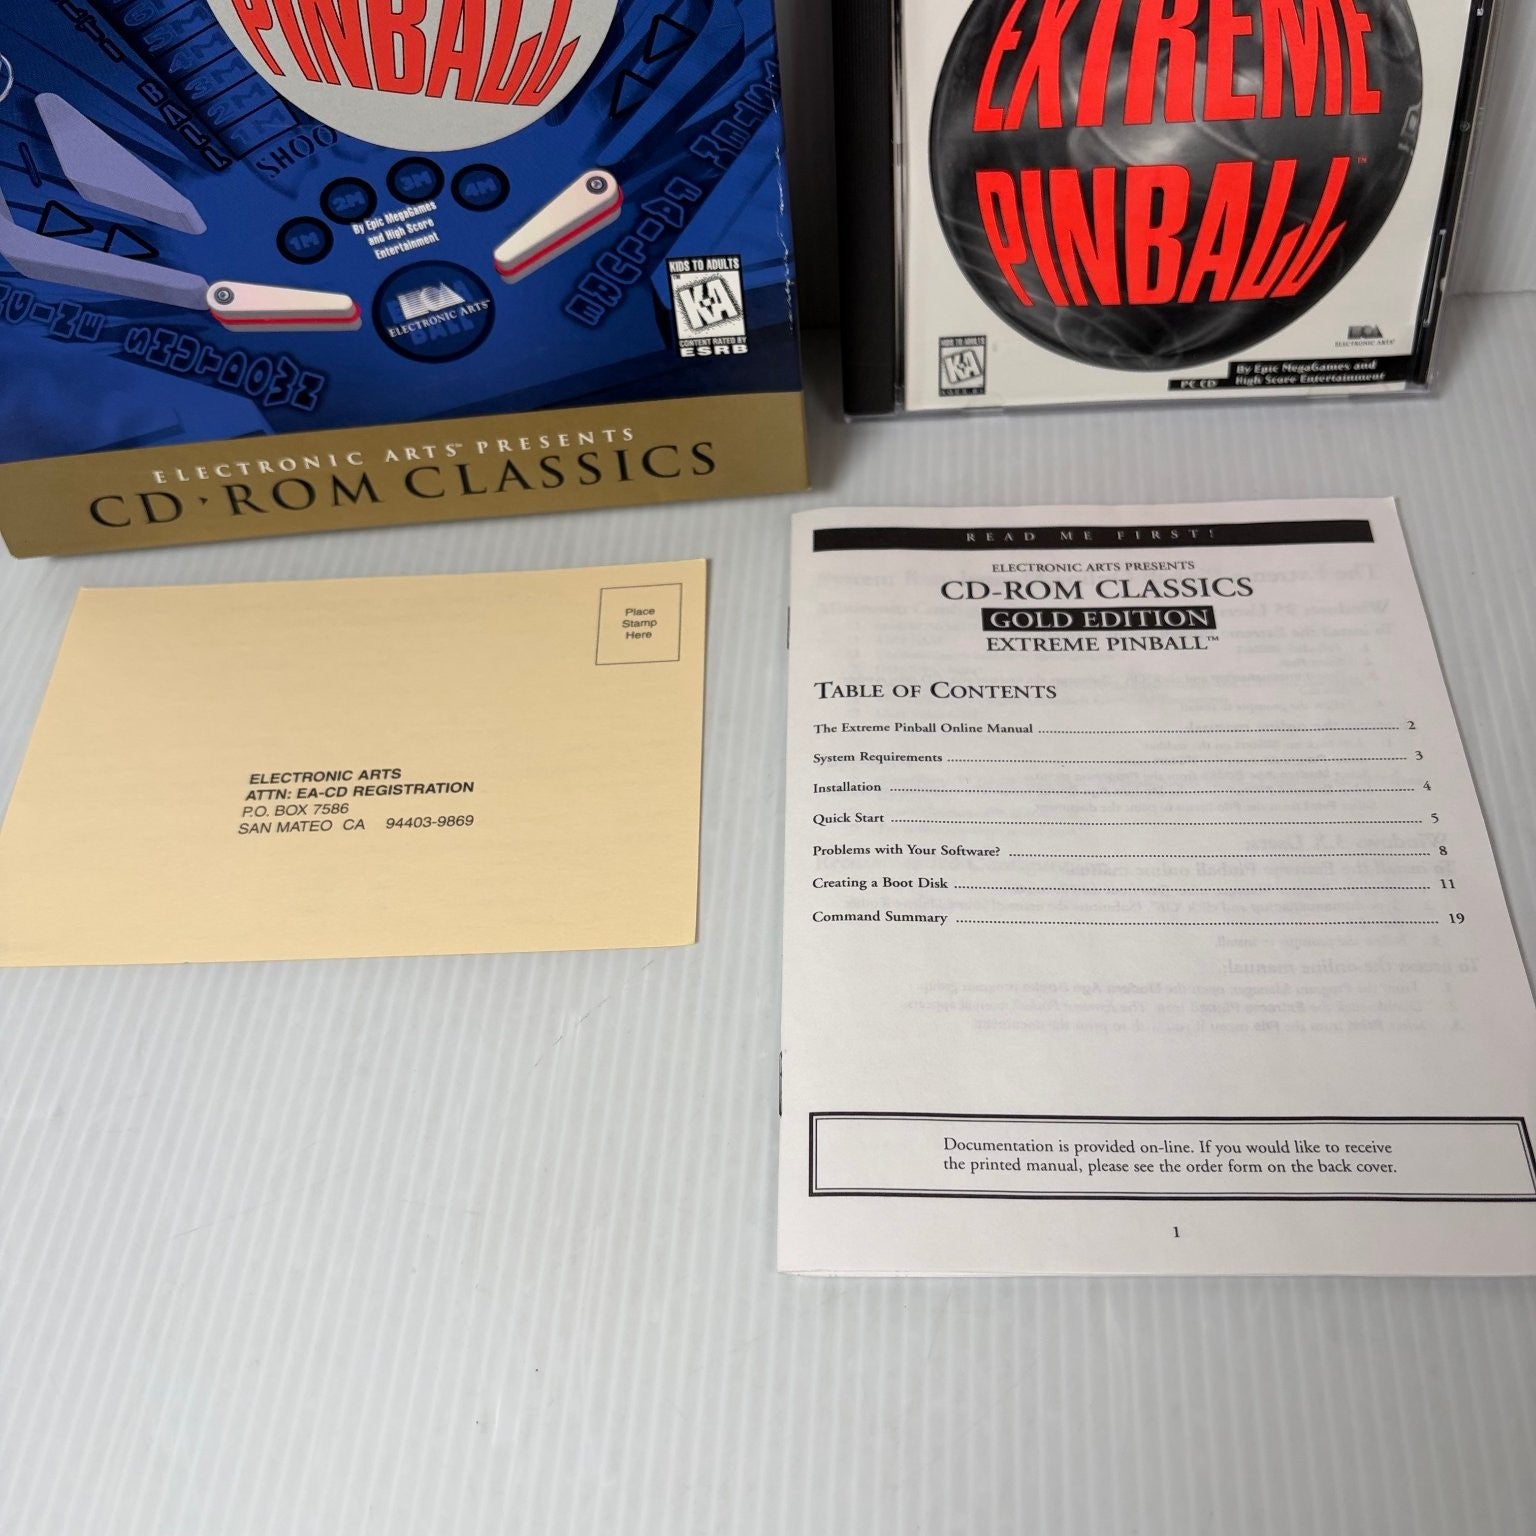 PINBALL
SHOO
1M 2M 3M 4M
By Epic MegaGames
and High Score
Entertainment
ELECTRONIC ARTS™
KIDS TO ADULTS
K-A
CONTENT RATED BY
ESRB
ELECTRONIC ARTS™ PRESENTS
CD-ROM CLASSICS
EXTREME
PINBALL™
KIDS TO ADULTS
K-A
ELECTRONIC ARTS®
PC CD
By Epic MegaGames and
High Score Entertainment
Place
Stamp
Here
ELECTRONIC ARTS
ATTN: EA-CD REGISTRATION
P.O. BOX 7586
SAN MATEO CA 94403-9869
READ ME FIRST!
ELECTRONIC ARTS PRESENTS
CD-ROM CLASSICS
GOLD EDITION
EXTREME PINBALL™
TABLE OF CONTENTS
The Extreme Pinball Online Manual 2
System Requirements 3
Installation 4
Quick Start 5
Problems with Your Software? 8
Creating a Boot Disk 11
Command Summary 19
Documentation is provided on-line. If you would like to receive
the printed manual, please see the order form on the back cover.
1